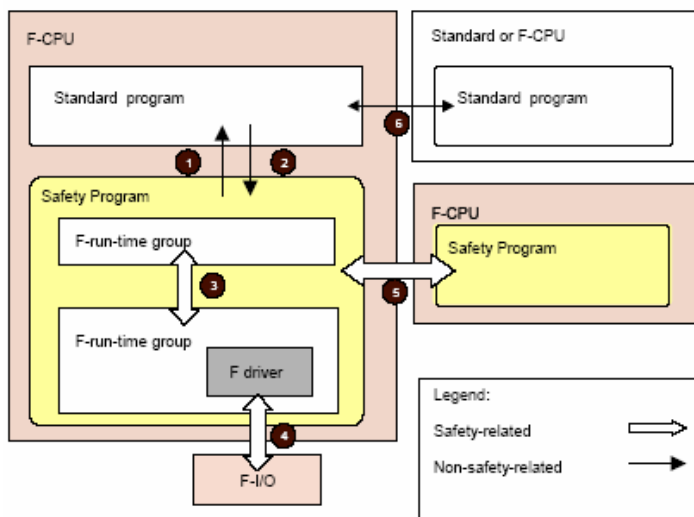 F-CPU
Standard program
1
2
Safety Program
F-run-time group
3
F-run-time group
F driver
4
F-I/O
Standard or F-CPU
Standard program
6
F-CPU
Safety Program
5
Legend:
Safety-related
Non-safety-related